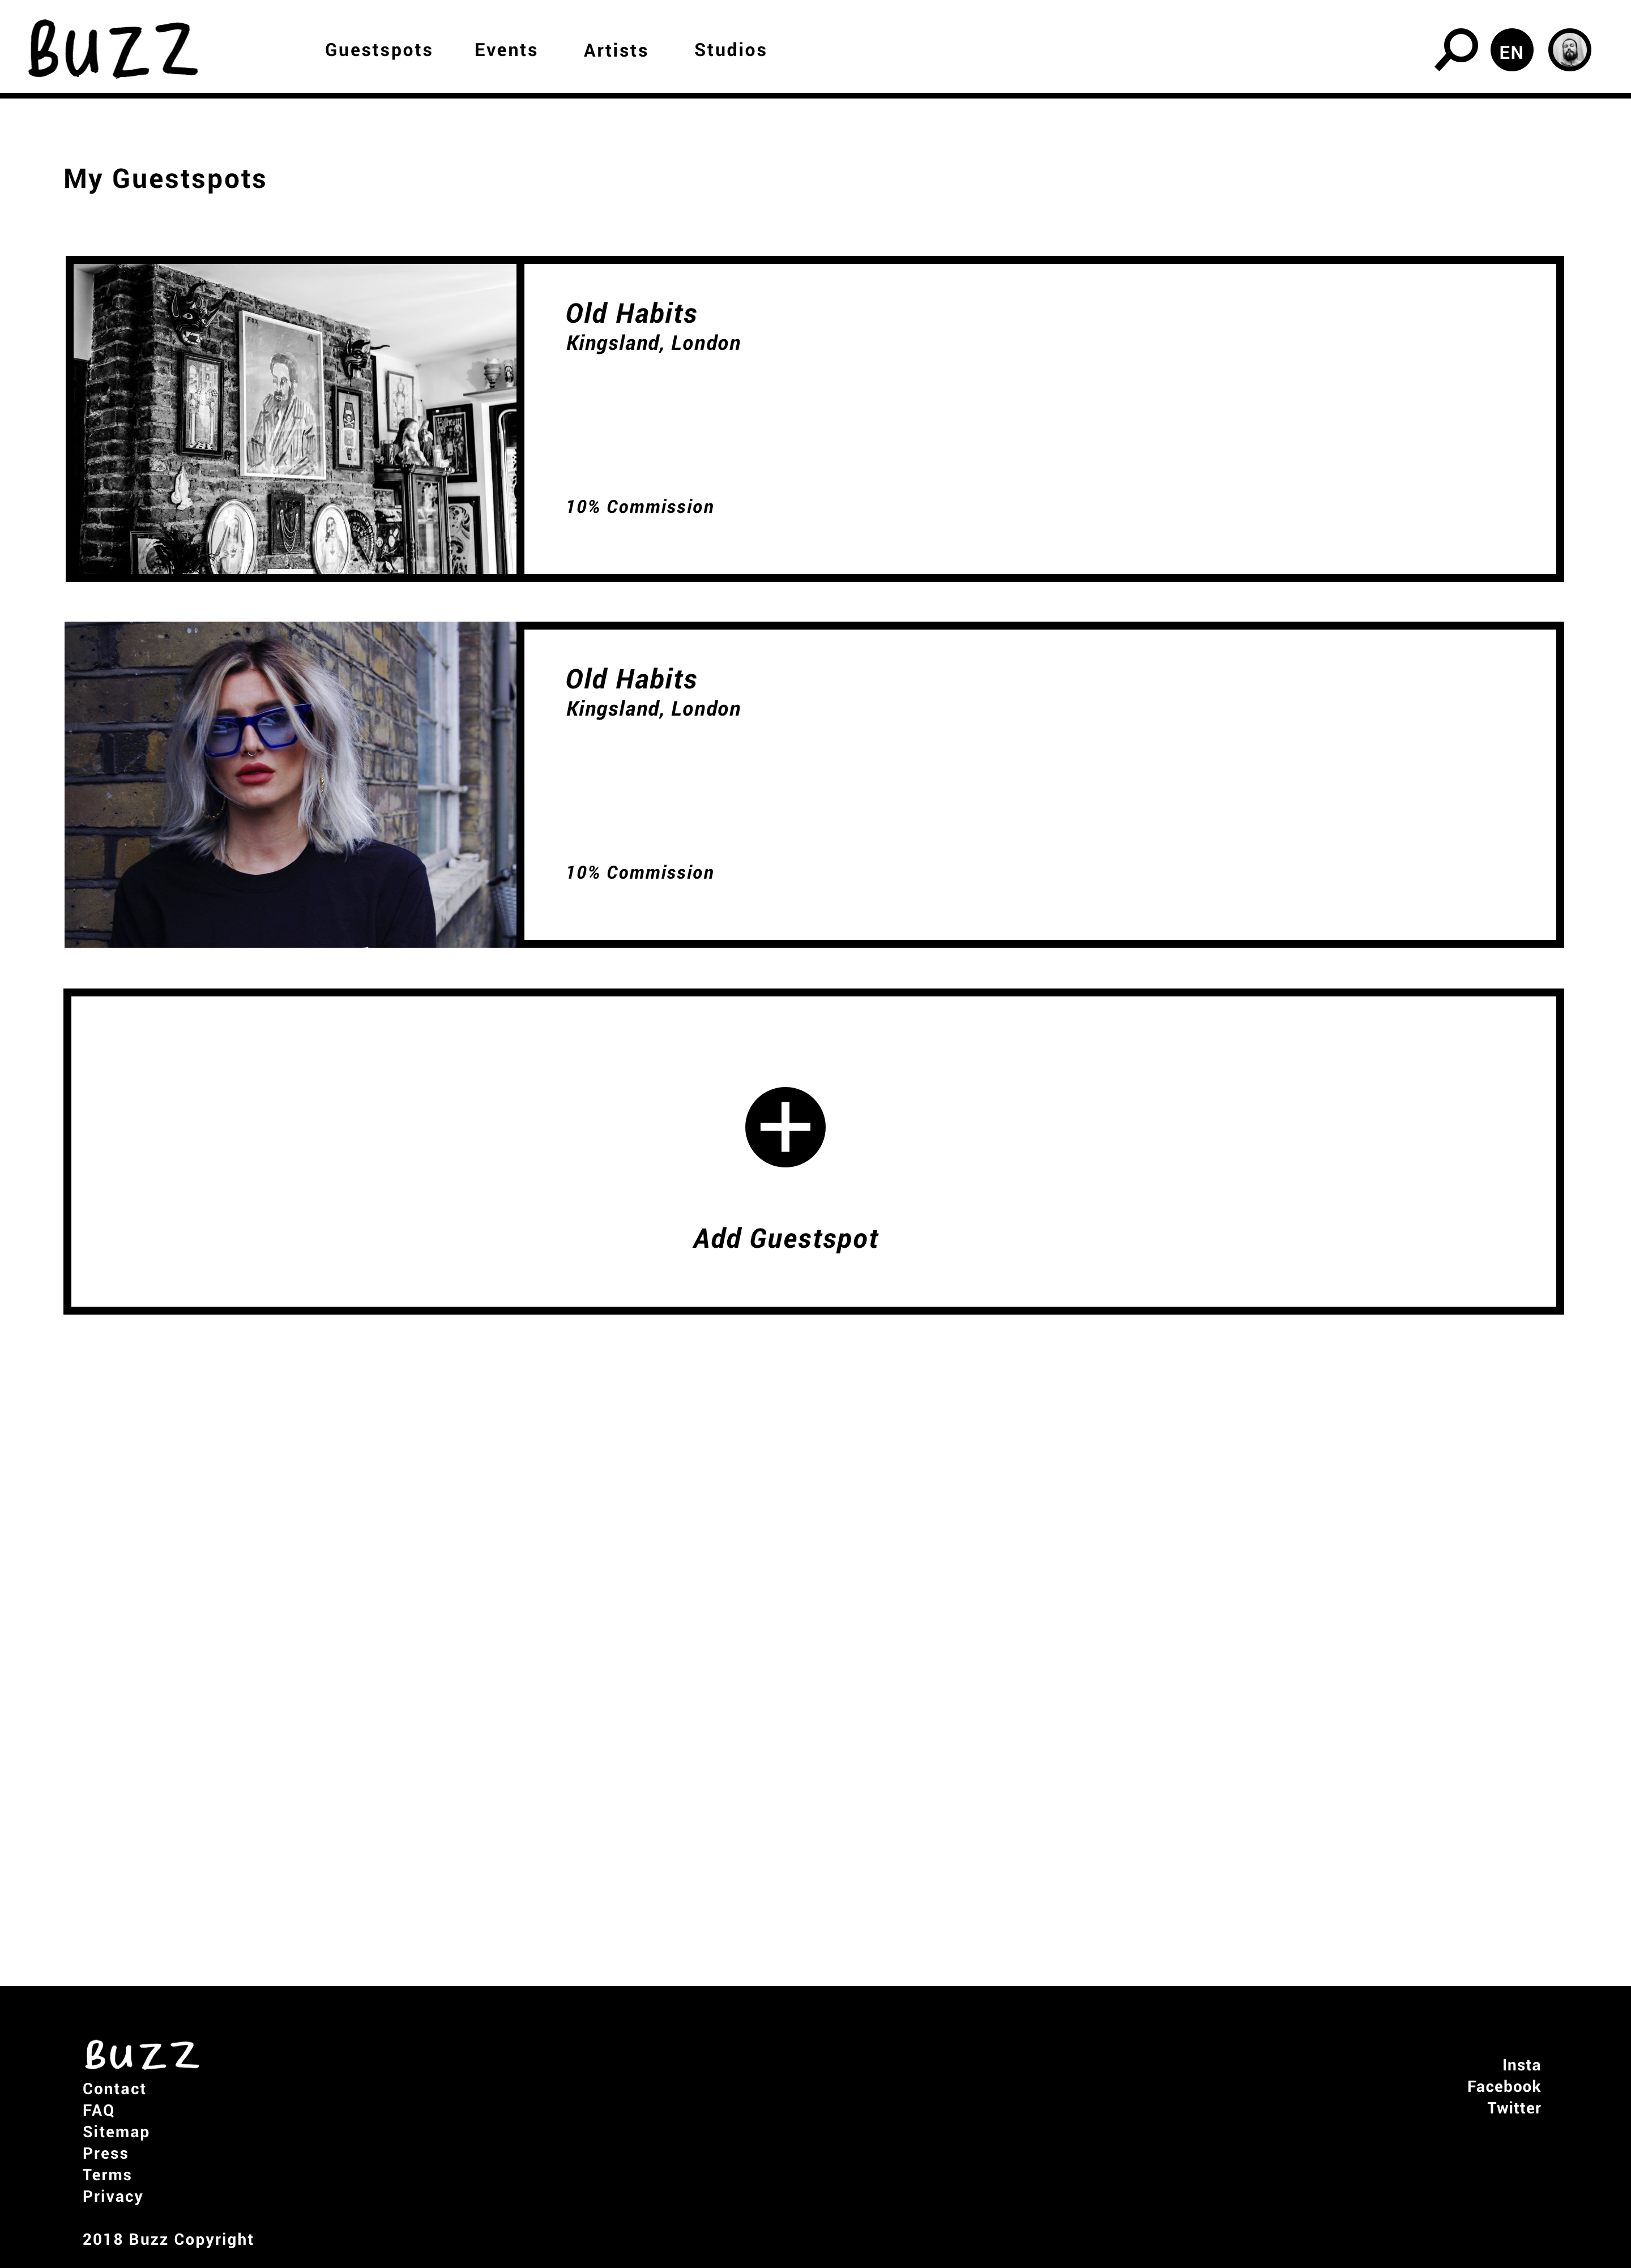 BUZZ
Guestspots Events Artists Studios
EN
My Guestspots
Old Habits
Kingsland, London
10% Commission
Old Habits
Kingsland, London
10% Commission
Add Guestspot
BUZZ
Contact
FAQ
Sitemap
Press
Terms
Privacy
2018 Buzz Copyright
Insta
Facebook
Twitter